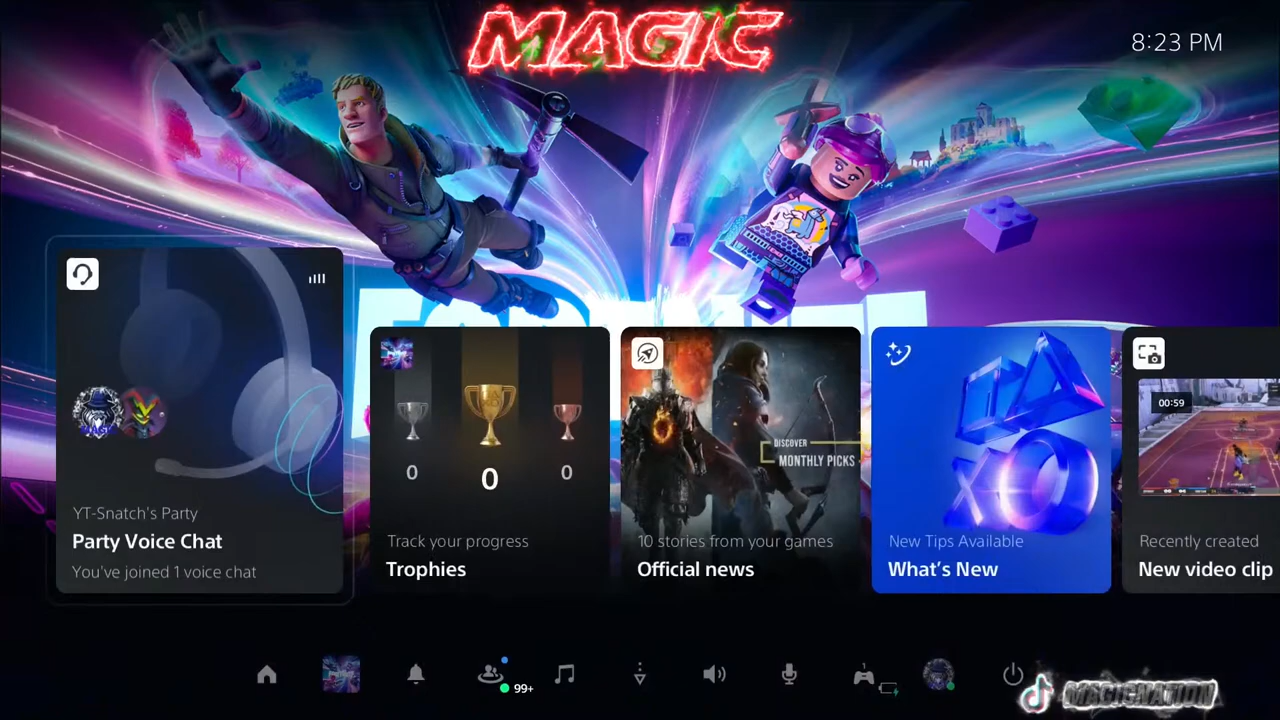 MAGIC
8:23 PM
YT-Snatch's Party
Party Voice Chat
You've joined 1 voice chat
0
0
0
Track your progress
Trophies
DISCOVER
MONTHLY PICKS
10 stories from your games
Official news
New Tips Available
What's New
00:59
Recently created
New video clip
99+
MAGICNATION